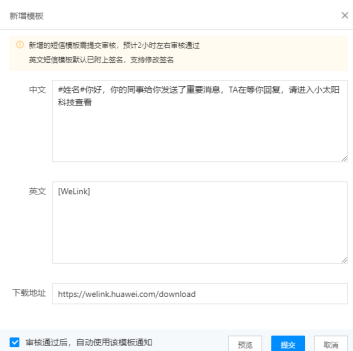 新增模板
新增的短信模板需提交审核，预计2小时左右审核通过
英文短信模板默认已附上签名，支持修改签名
中文
#姓名#你好，你的同事给你发送了重要消息，TA在等你回复，请进入小太阳
科技查看
英文
[WeLink]
下载地址
https://welink.huawei.com/download
审核通过后，自动使用该模板通知
预览
提交
取消